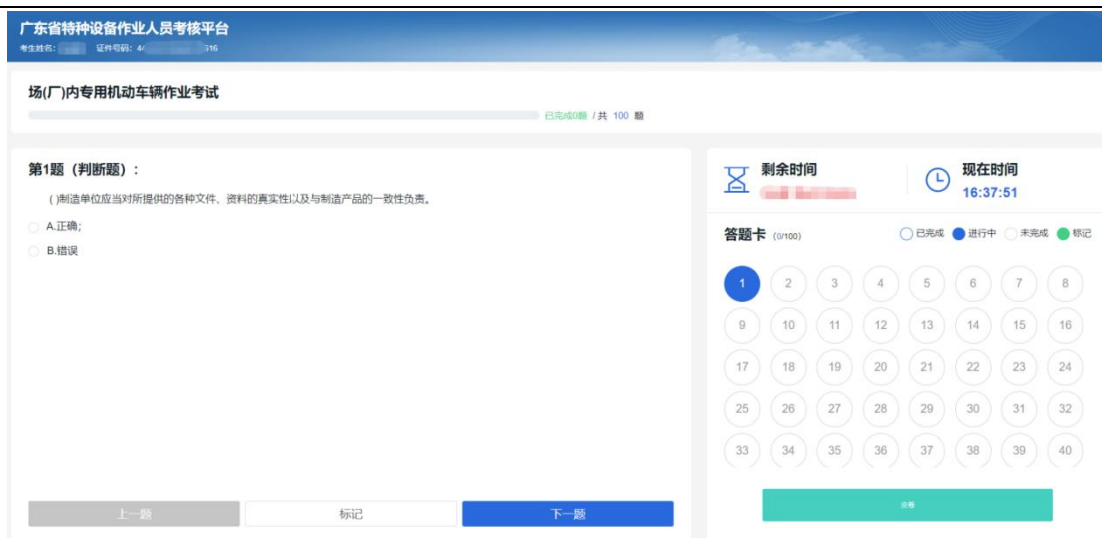 广东省特种设备作业人员考核平台
考生姓名: 证件号码: 44 516
场(厂)内专用机动车辆作业考试
已完成0题 / 共 100 题
第1题（判断题）:
( )制造单位应当对所提供的各种文件、资料的真实性以及与制造产品的一致性负责。
A.正确;
B.错误
上一题 标记 下一题
剩余时间
现在时间
16:37:51
答题卡 (0/100) 已完成 进行中 未完成 标记
1 2 3 4 5 6 7 8
9 10 11 12 13 14 15 16
17 18 19 20 21 22 23 24
25 26 27 28 29 30 31 32
33 34 35 36 37 38 39 40
交卷